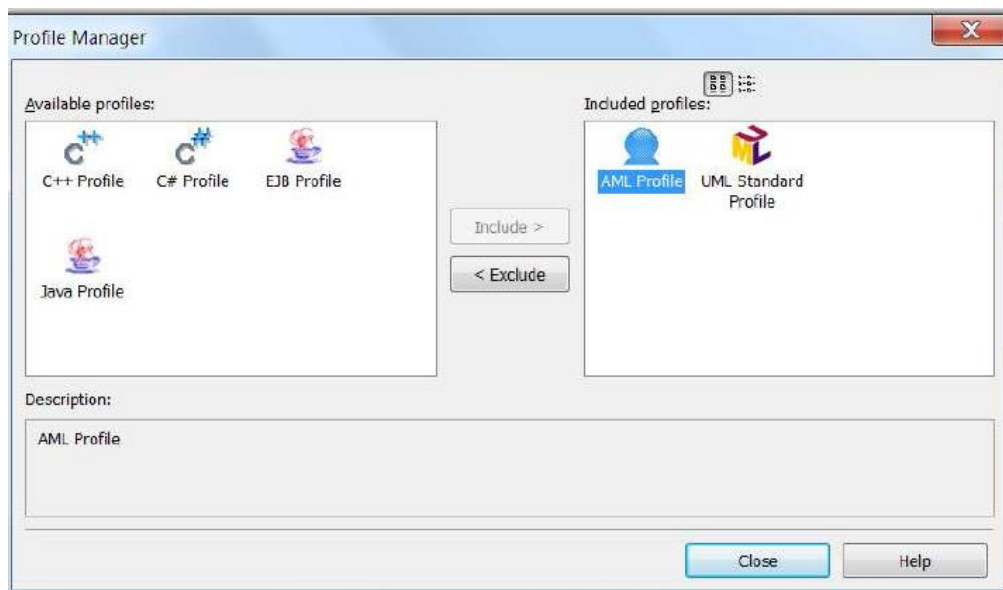 Profile Manager
X
Available profiles:
Included profiles:
C++
C#
UML
C++ Profile
C# Profile
EJB Profile
AML Profile
UML Standard
Profile
Include >
< Exclude
Java Profile
Description:
AML Profile
Close
Help